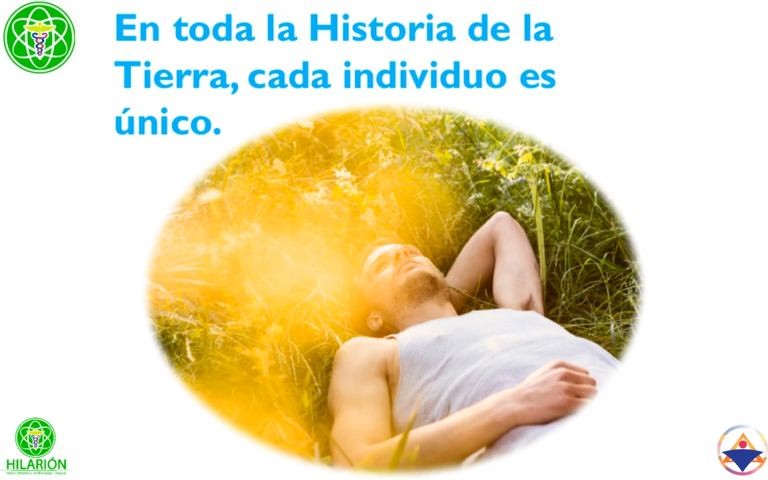 En toda la Historia de la
Tierra, cada individuo es
único.
HILARIÓN